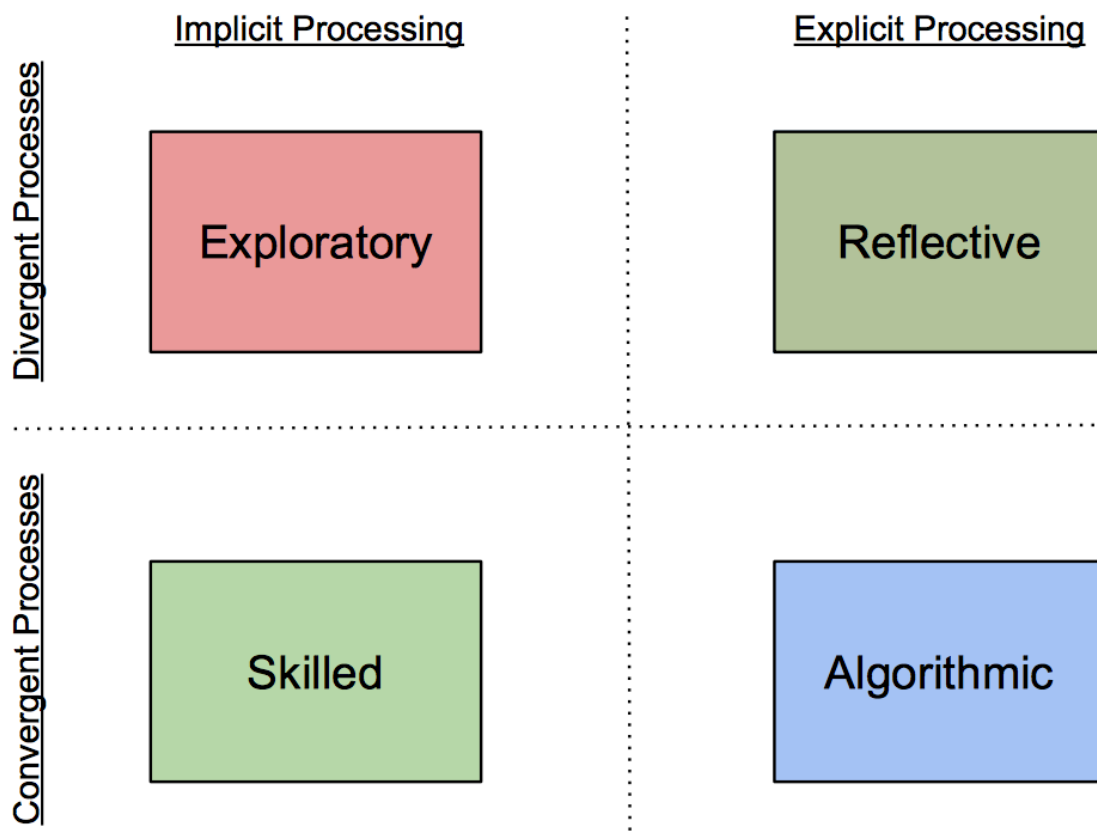 Implicit Processing
Explicit Processing
Divergent Processes
Exploratory
Reflective
Convergent Processes
Skilled
Algorithmic